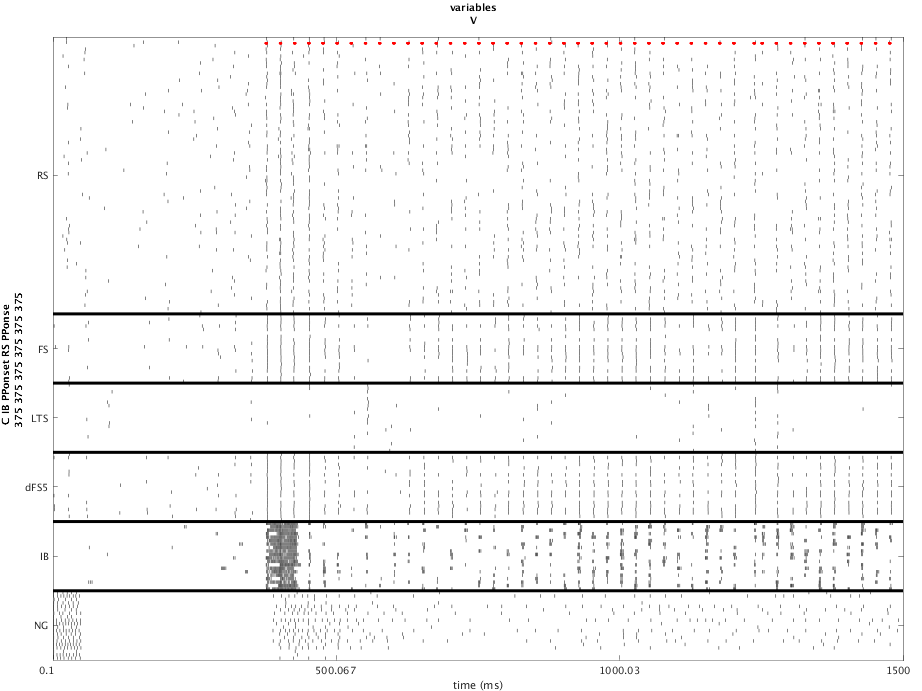 variables
V
RS
FS
LTS
dFS5
IB
NG
C IB PPonset RS PPonse
375 375 375 375 375 375 375
0.1
500.067
1000.03
1500
time (ms)